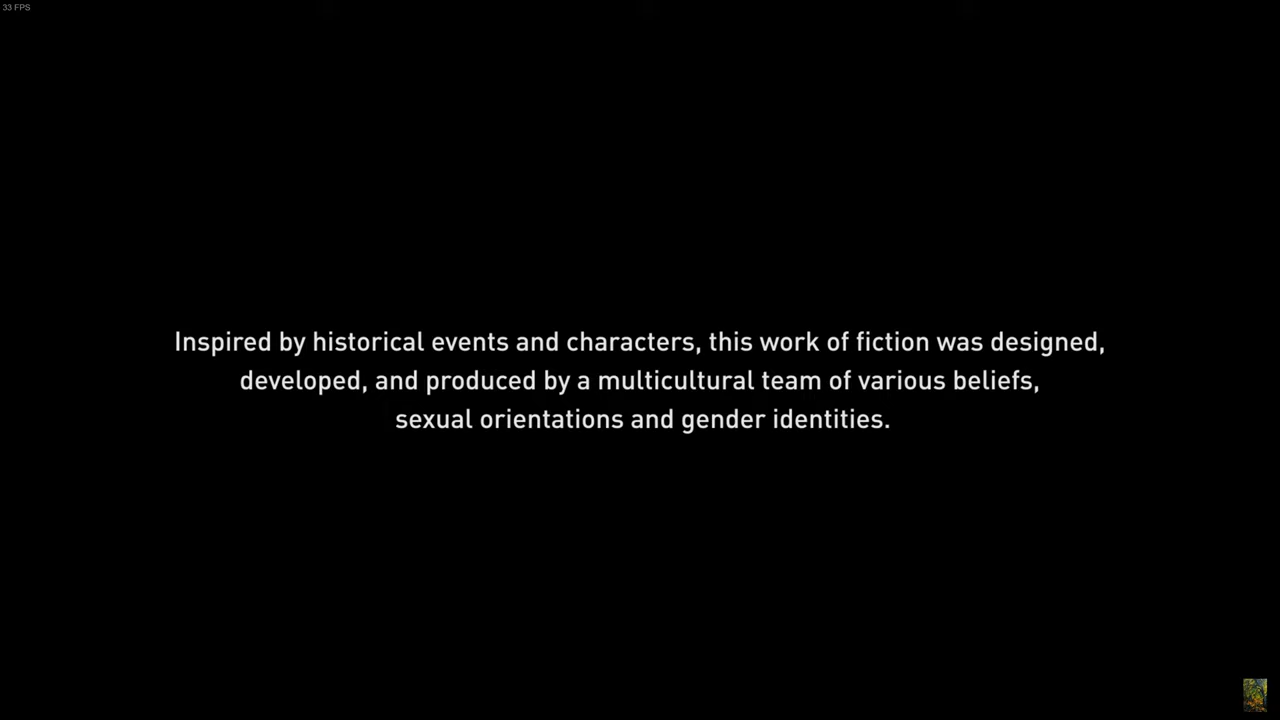 33 FPS
Inspired by historical events and characters, this work of fiction was designed,
developed, and produced by a multicultural team of various beliefs,
sexual orientations and gender identities.